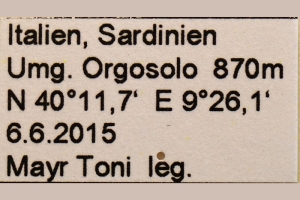 Italien, Sardinien
Umg. Orgosolo 870m
N 40°11,7‘ E 9°26,1‘
6.6.2015
Mayr Toni leg.